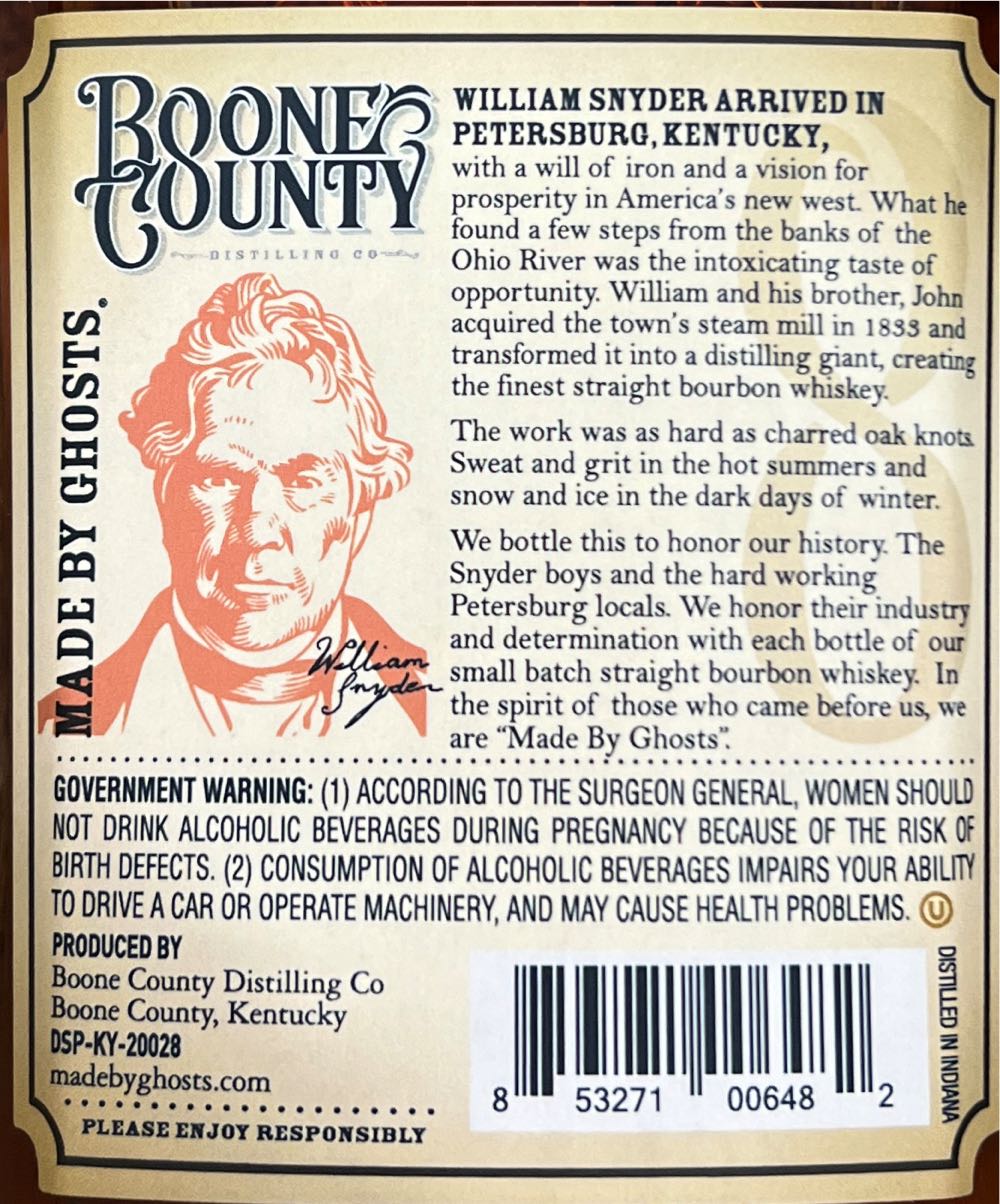 BOONE
COUNTY
DISTILLING CO
MADE BY GHOSTS.®
William
Snyder
WILLIAM SNYDER ARRIVED IN
PETERSBURG, KENTUCKY,
with a will of iron and a vision for
prosperity in America's new west. What he
found a few steps from the banks of the
Ohio River was the intoxicating taste of
opportunity. William and his brother, John
acquired the town's steam mill in 1833 and
transformed it into a distilling giant, creating
the finest straight bourbon whiskey.
The work was as hard as charred oak knots.
Sweat and grit in the hot summers and
snow and ice in the dark days of winter.
We bottle this to honor our history. The
Snyder boys and the hard working
Petersburg locals. We honor their industry
and determination with each bottle of our
small batch straight bourbon whiskey. In
the spirit of those who came before us, we
are "Made By Ghosts".
GOVERNMENT WARNING: (1) ACCORDING TO THE SURGEON GENERAL, WOMEN SHOULD
NOT DRINK ALCOHOLIC BEVERAGES DURING PREGNANCY BECAUSE OF THE RISK OF
BIRTH DEFECTS. (2) CONSUMPTION OF ALCOHOLIC BEVERAGES IMPAIRS YOUR ABILITY
TO DRIVE A CAR OR OPERATE MACHINERY, AND MAY CAUSE HEALTH PROBLEMS. U
PRODUCED BY
Boone County Distilling Co
Boone County, Kentucky
DSP-KY-20028
madebyghosts.com
PLEASE ENJOY RESPONSIBLY
8 53271 00648 2
DISTILLED IN INDIANA